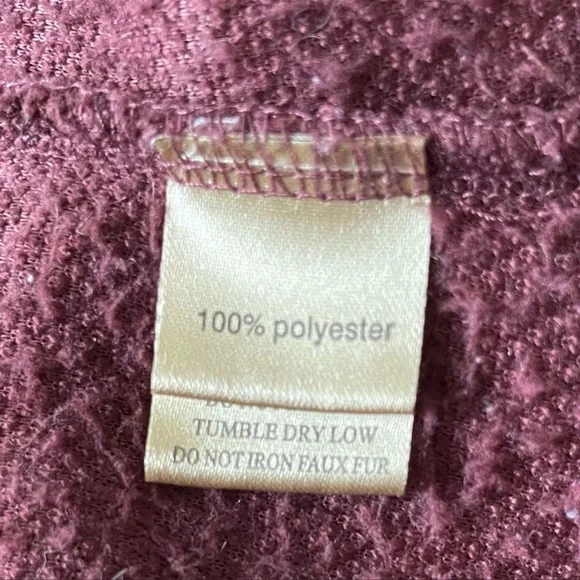 100% polyester
TUMBLE DRY LOW
DO NOT IRON FAUX FUR